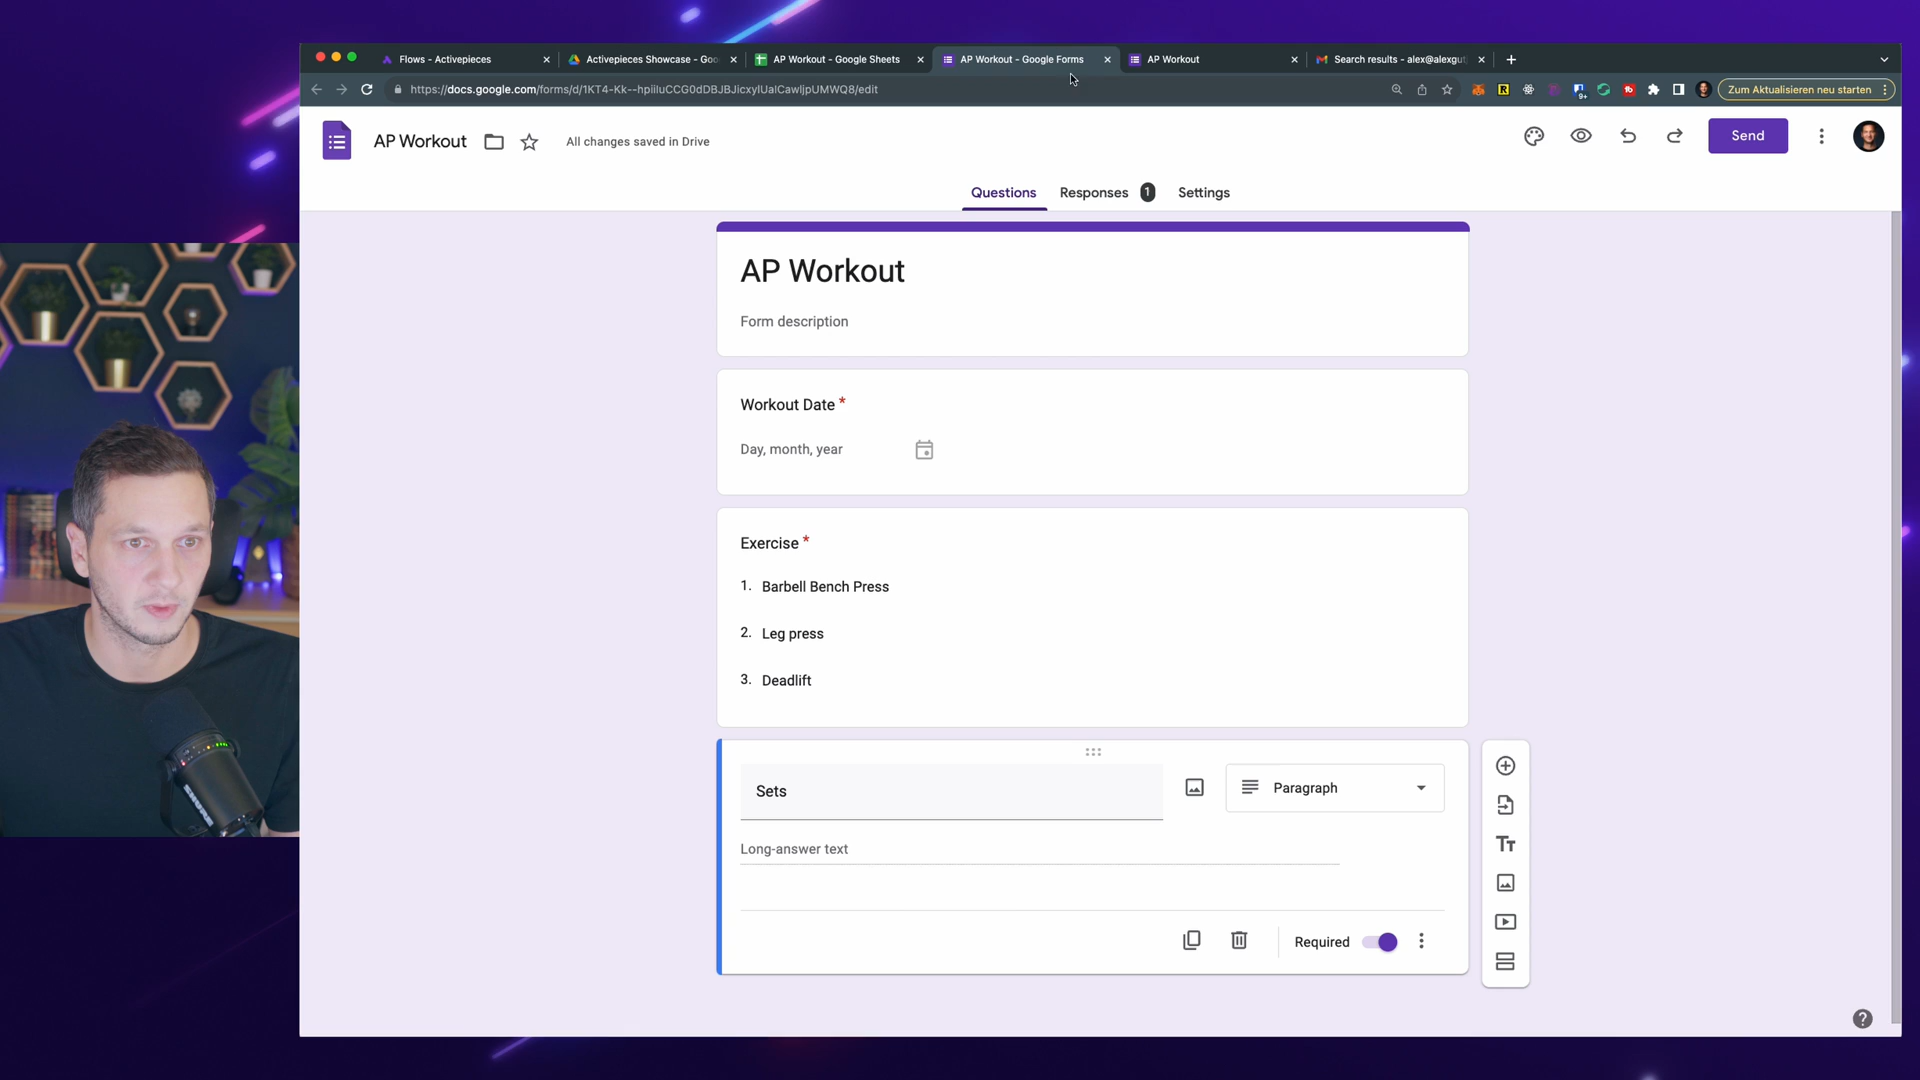 Flows - Activepieces
Activepieces Showcase - Goo
AP Workout - Google Sheets
AP Workout - Google Forms
AP Workout
Search results - alex@alexgut
https://docs.google.com/forms/d/1KT4-Kk--hpiiluCCG0dDBJBJicxylUalCawljpUMWQ8/edit
Zum Aktualisieren neu starten
AP Workout
All changes saved in Drive
Send
Questions
Responses 1
Settings
AP Workout
Form description
Workout Date *
Day, month, year
Exercise *
1. Barbell Bench Press
2. Leg press
3. Deadlift
Sets
Paragraph
Long-answer text
Required
SHURE